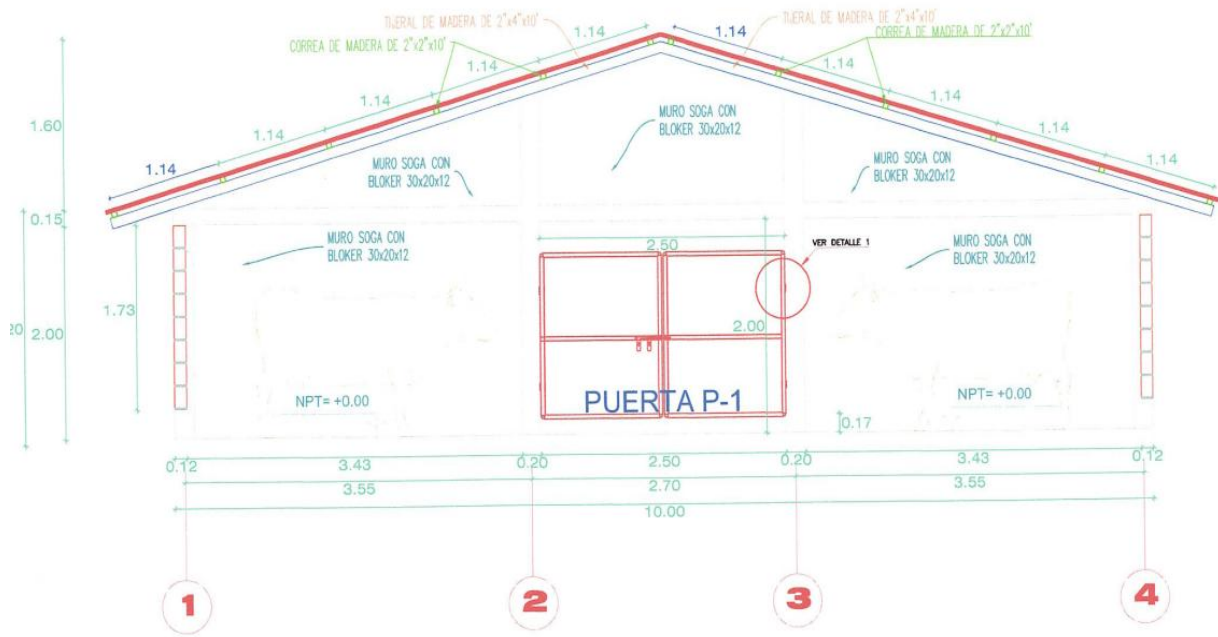 TIJERAL DE MADERA DE 2"x4"x10'
TIJERAL DE MADERA DE 2"x4"x10'
CORREA DE MADERA DE 2"x2"x10'
CORREA DE MADERA DE 2"x2"x10'
1.14
1.14
1.14
1.14
1.14
1.14
1.14
1.14
1.14
1.14
1.60
MURO SOGA CON
BLOKER 30x20x12
MURO SOGA CON
BLOKER 30x20x12
MURO SOGA CON
BLOKER 30x20x12
0.15
MURO SOGA CON
BLOKER 30x20x12
2.50
VER DETALLE 1
MURO SOGA CON
BLOKER 30x20x12
1.73
20
2.00
2.00
NPT= +0.00
PUERTA P-1
NPT= +0.00
0.17
0.12
3.43
0.20
2.50
0.20
3.43
0.12
3.55
2.70
3.55
10.00
1
2
3
4